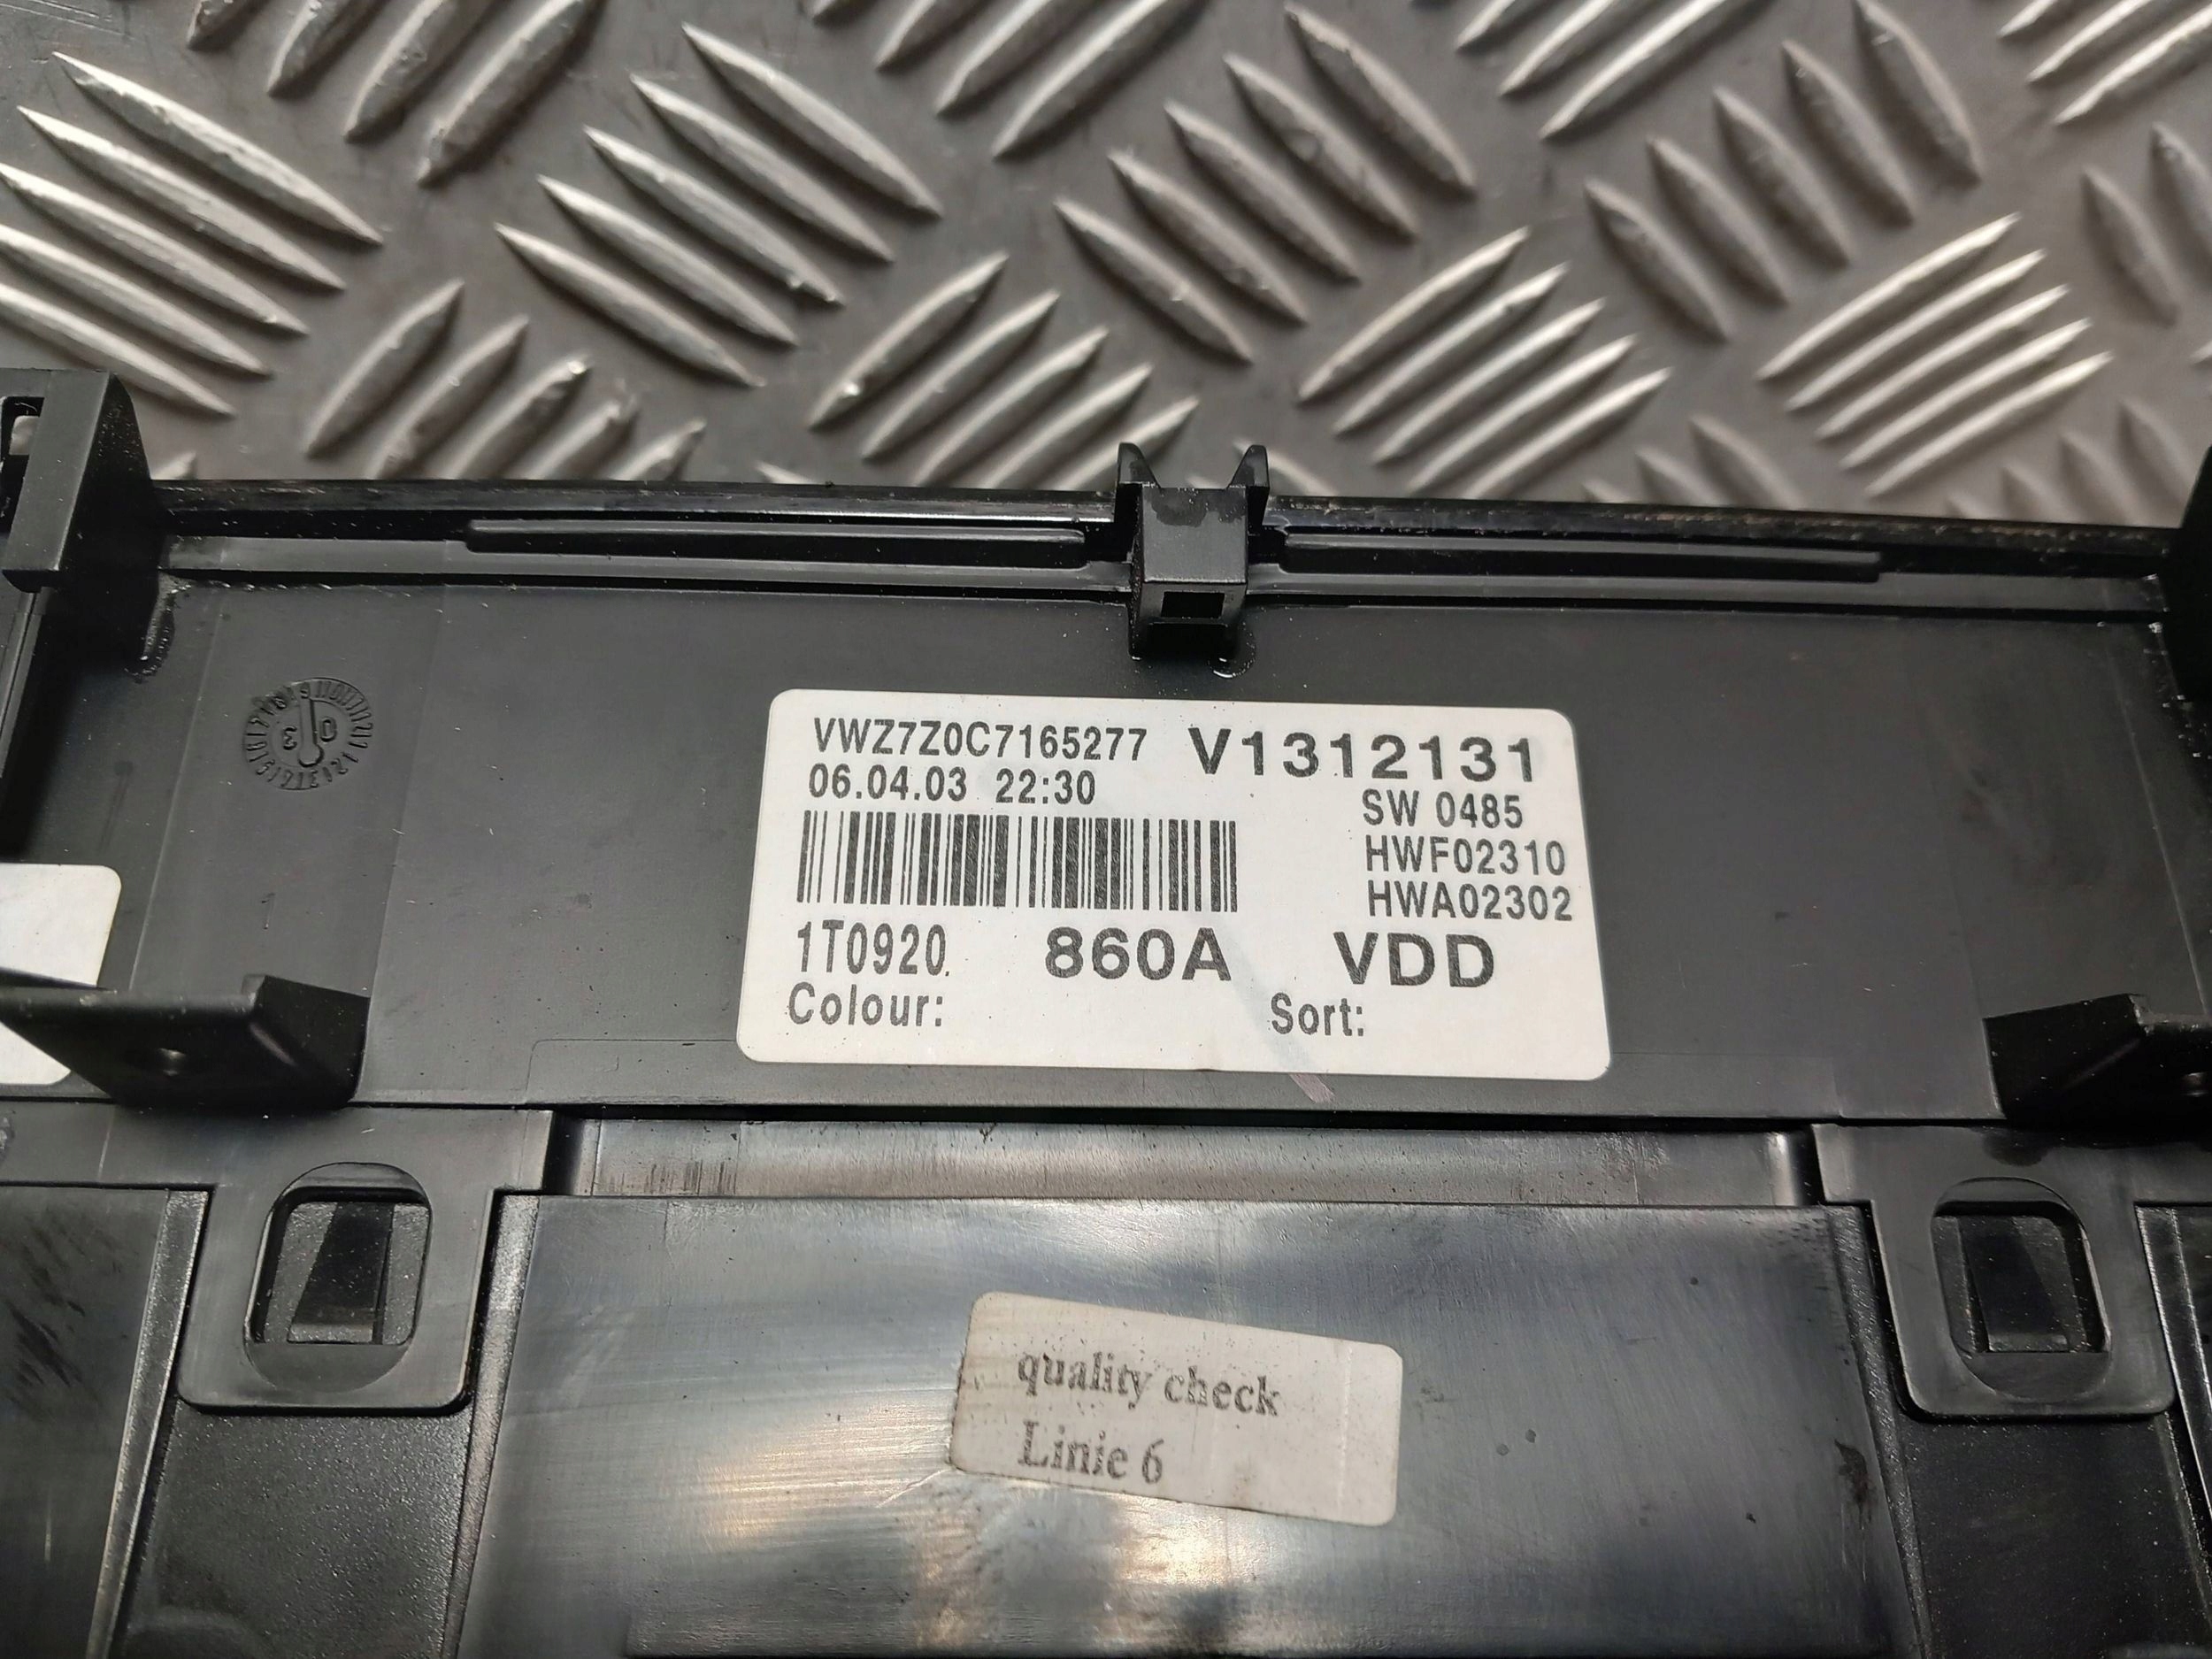 VWZ7Z0C7165277 V1312131
06.04.03 22:30
SW 0485
HWF02310
HWA02302
1T0920. 860A VDD
Colour: Sort:
quality check
Linie 6
1